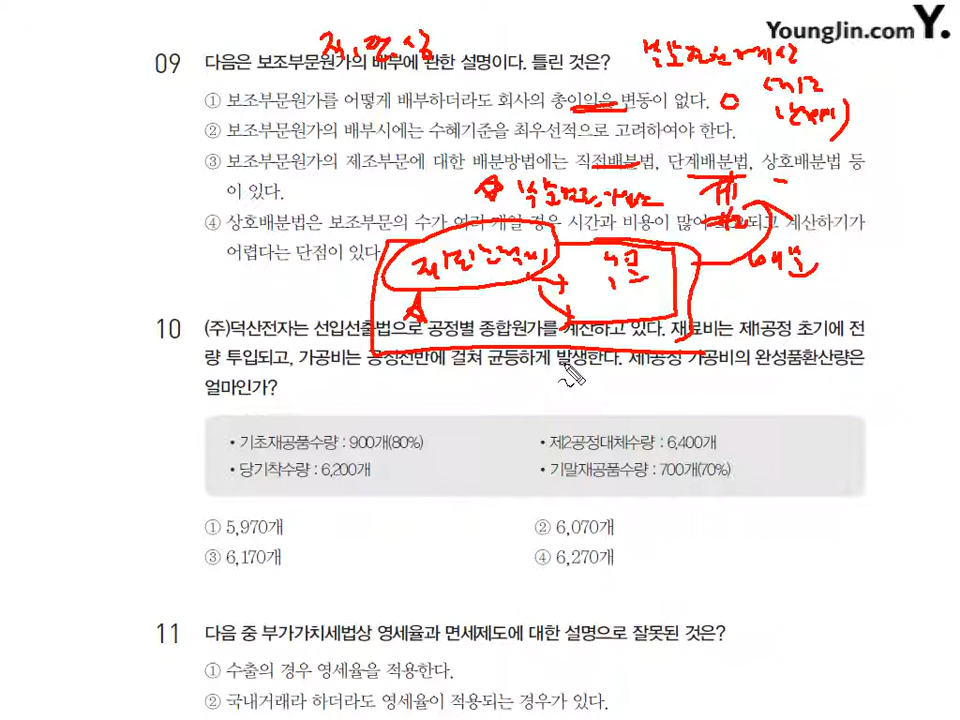 Younglin.com Y.
09 다음은 보조부문원가의 배부에 관한 설명이다. 틀린 것은?
① 보조부문원가를 어떻게 배부하더라도 회사의 총이익은 변동이 없다.
② 보조부문원가의 배부시에는 수혜기준을 최우선적으로 고려하여야 한다.
③ 보조부문원가의 제조부문에 대한 배분방법에는 직접배분법, 단계배분법, 상호배분법 등
이 있다.
④ 상호배분법은 보조부문의 수가 여러 개일 경우 시간과 비용이 많이 소요되고 계산하기가
어렵다는 단점이 있다.
10 (주)덕산전자는 선입선출법으로 공정별 종합원가를 계산하고 있다. 재료비는 제1공정 초기에 전
량 투입되고, 가공비는 공정전반에 걸쳐 균등하게 발생한다. 제1공정 가공비의 완성품환산량은
얼마인가?
• 기초재공품수량 : 900개(80%) • 제2공정대체수량 : 6,400개
• 당기착수량 : 6,200개 • 기말재공품수량 : 700개(70%)
① 5,970개 ② 6,070개
③ 6,170개 ④ 6,270개
11 다음 중 부가가치세법상 영세율과 면세제도에 대한 설명으로 잘못된 것은?
① 수출의 경우 영세율을 적용한다.
② 국내거래라 하더라도 영세율이 적용되는 경우가 있다.